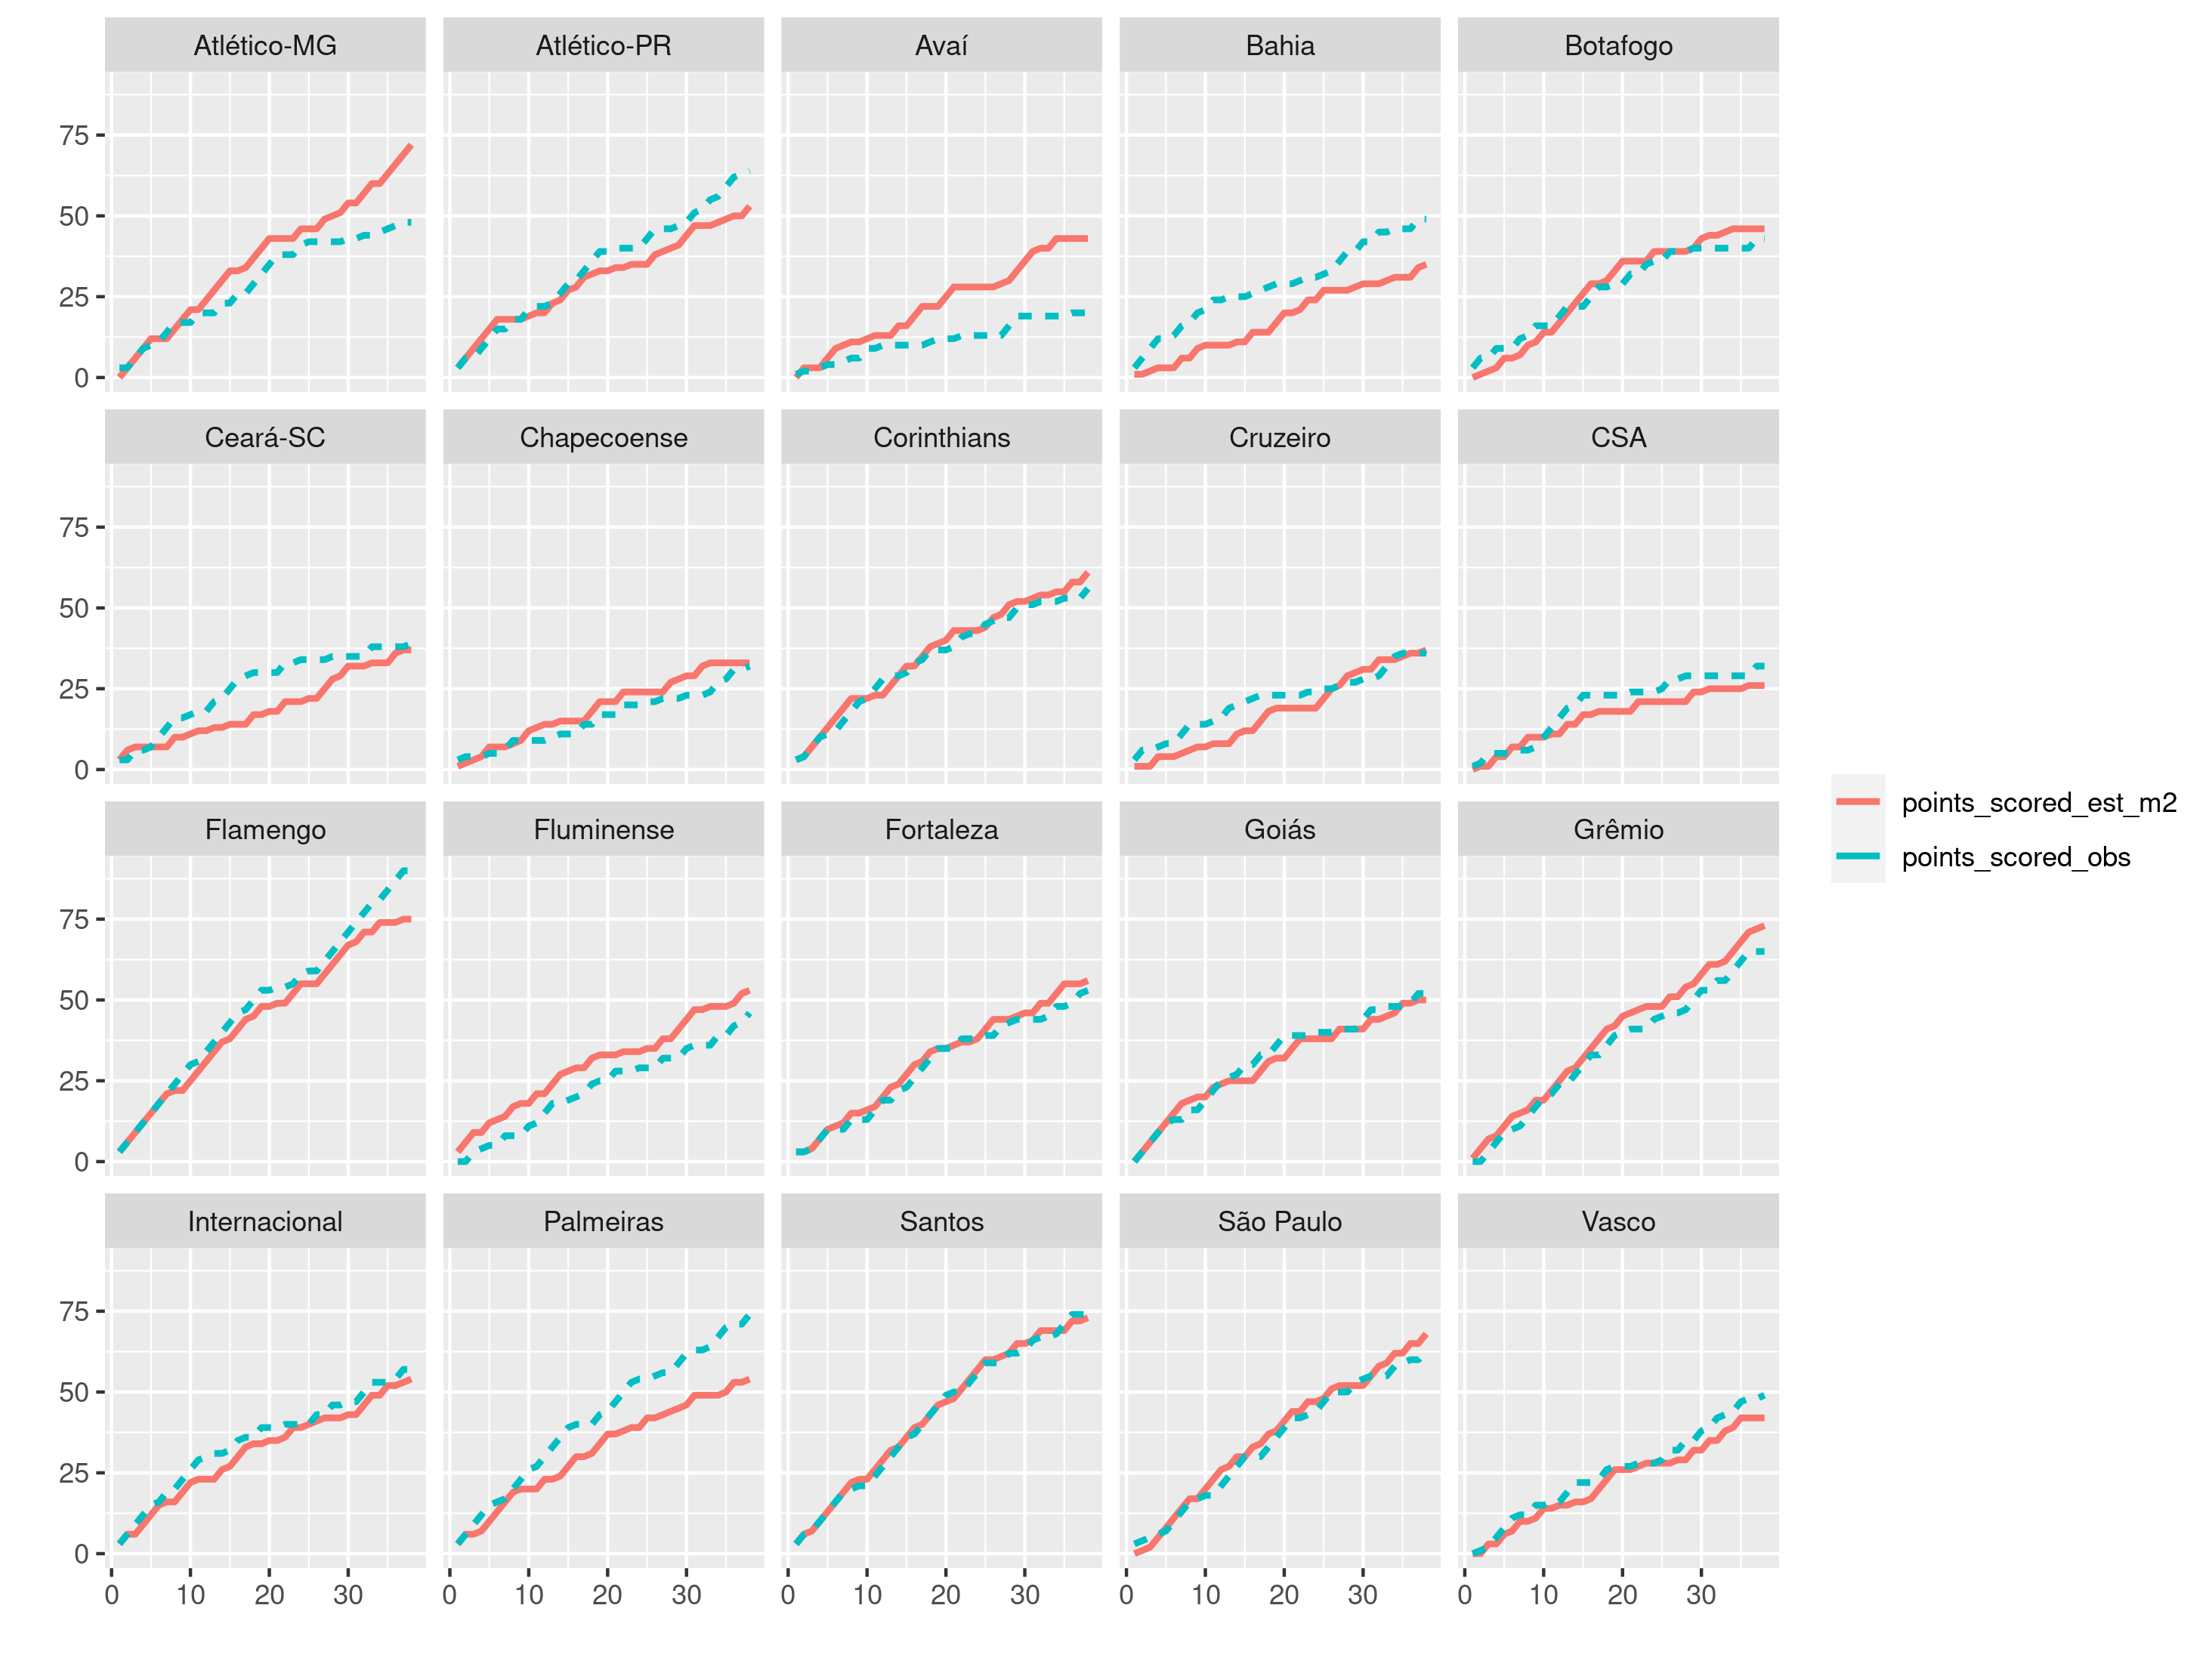 Atlético-MG Atlético-PR Avaí Bahia Botafogo
75
50
25
0
Ceará-SC Chapecoense Corinthians Cruzeiro CSA
75
50
25
0
points_scored_est_m2
points_scored_obs
Flamengo Fluminense Fortaleza Goiás Grêmio
75
50
25
0
Internacional Palmeiras Santos São Paulo Vasco
75
50
25
0
0 10 20 30 0 10 20 30 0 10 20 30 0 10 20 30 0 10 20 30